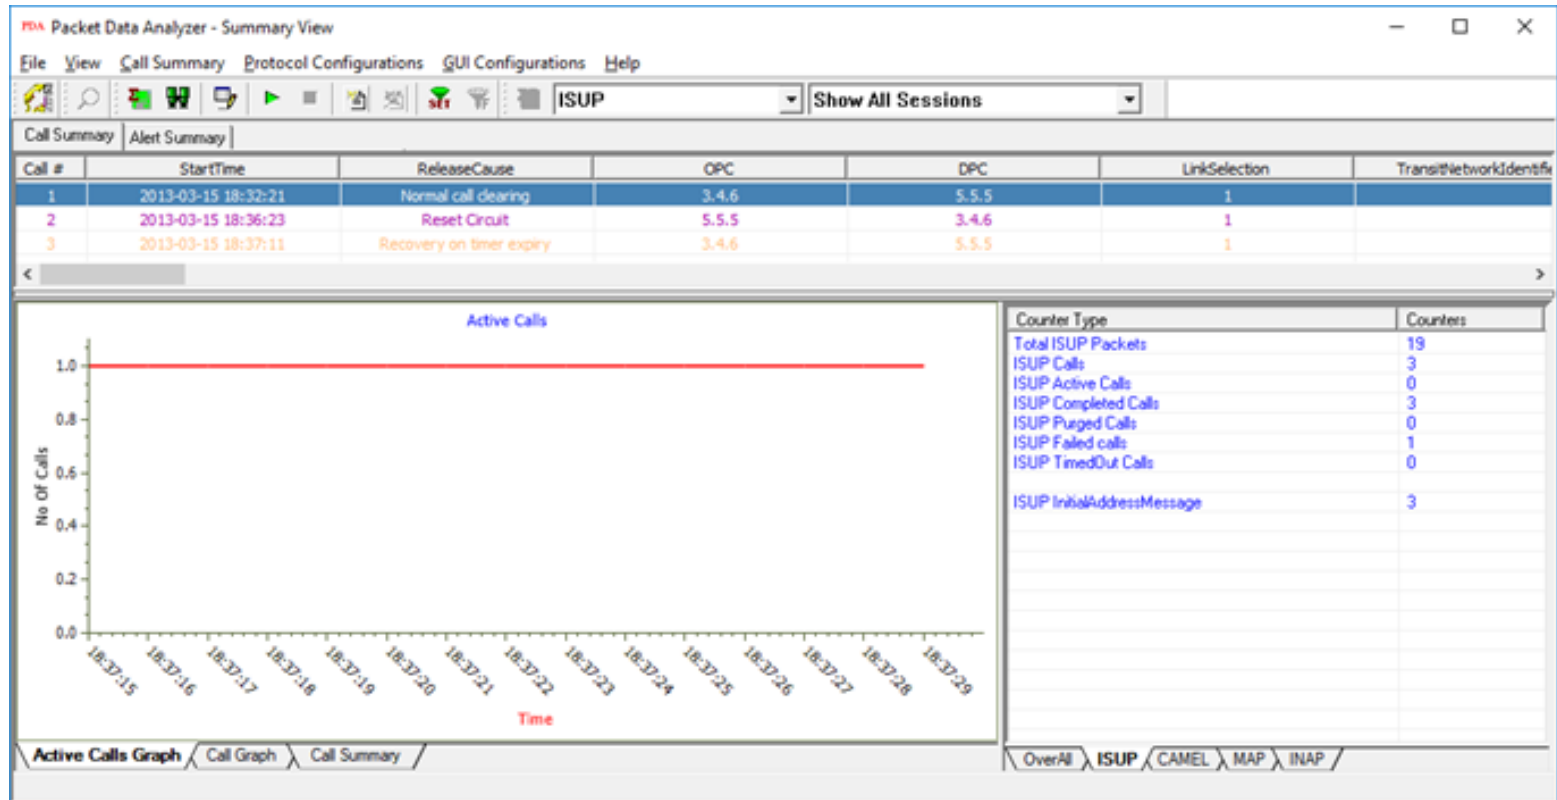 PDA Packet Data Analyzer - Summary View
File View Call Summary Protocol Configurations GUI Configurations Help
SET ISUP Show All Sessions
Call Summary Alert Summary
Call # StartTime ReleaseCause OPC DPC LinkSelection TransitNetworkIdentifie
1 2013-03-15 18:32:21 Normal call clearing 3.4.6 5.5.5 1
2 2013-03-15 18:36:23 Reset Circuit 5.5.5 3.4.6 1
3 2013-03-15 18:37:11 Recovery on timer expiry 3.4.6 5.5.5 1
Active Calls
No Of Calls
1.0
0.8
0.6
0.4
0.2
0.0
18:37:15 18:37:16 18:37:17 18:37:18 18:37:19 18:37:20 18:37:21 18:37:22 18:37:23 18:37:24 18:37:25 18:37:26 18:37:27 18:37:28 18:37:29
Time
Active Calls Graph Call Graph Call Summary
Counter Type Counters
Total ISUP Packets 19
ISUP Calls 3
ISUP Active Calls 0
ISUP Completed Calls 3
ISUP Purged Calls 0
ISUP Failed calls 1
ISUP TimedOut Calls 0
ISUP InitialAddressMessage 3
OverAll ISUP CAMEL MAP INAP